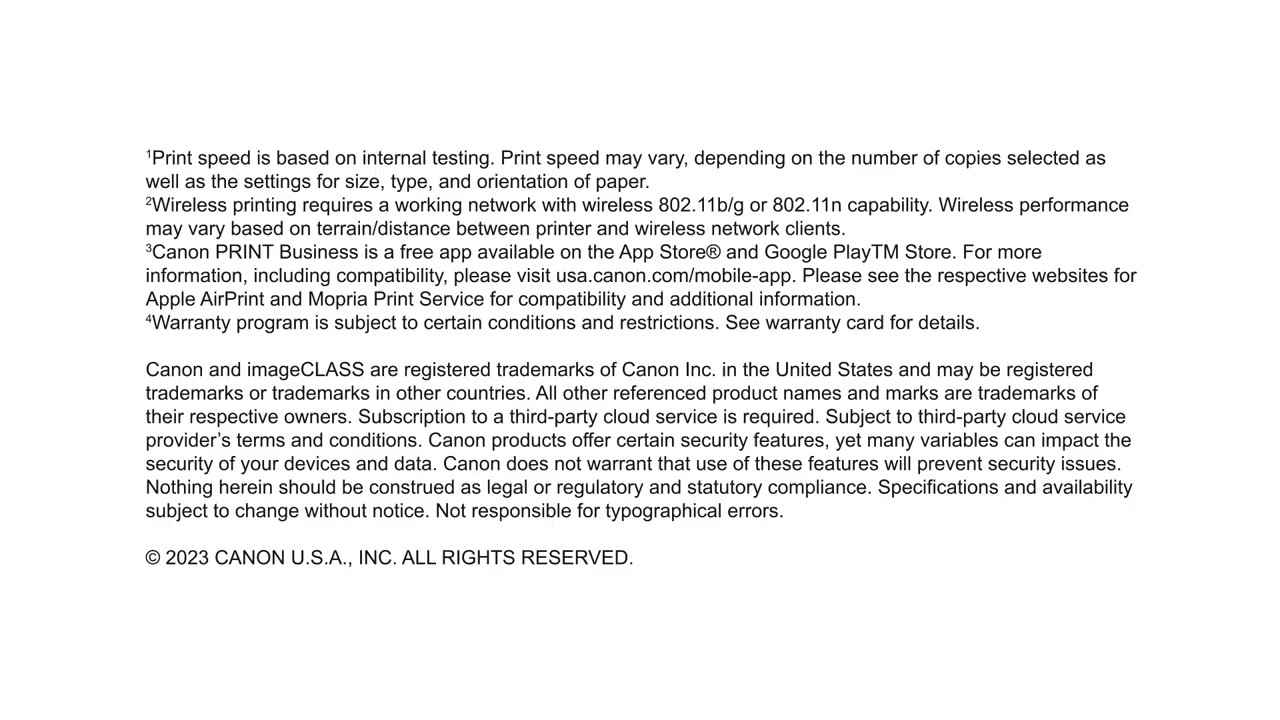 ¹Print speed is based on internal testing. Print speed may vary, depending on the number of copies selected as
well as the settings for size, type, and orientation of paper.
²Wireless printing requires a working network with wireless 802.11b/g or 802.11n capability. Wireless performance
may vary based on terrain/distance between printer and wireless network clients.
³Canon PRINT Business is a free app available on the App Store® and Google PlayTM Store. For more
information, including compatibility, please visit usa.canon.com/mobile-app. Please see the respective websites for
Apple AirPrint and Mopria Print Service for compatibility and additional information.
⁴Warranty program is subject to certain conditions and restrictions. See warranty card for details.
Canon and imageCLASS are registered trademarks of Canon Inc. in the United States and may be registered
trademarks or trademarks in other countries. All other referenced product names and marks are trademarks of
their respective owners. Subscription to a third-party cloud service is required. Subject to third-party cloud service
provider’s terms and conditions. Canon products offer certain security features, yet many variables can impact the
security of your devices and data. Canon does not warrant that use of these features will prevent security issues.
Nothing herein should be construed as legal or regulatory and statutory compliance. Specifications and availability
subject to change without notice. Not responsible for typographical errors.
© 2023 CANON U.S.A., INC. ALL RIGHTS RESERVED.